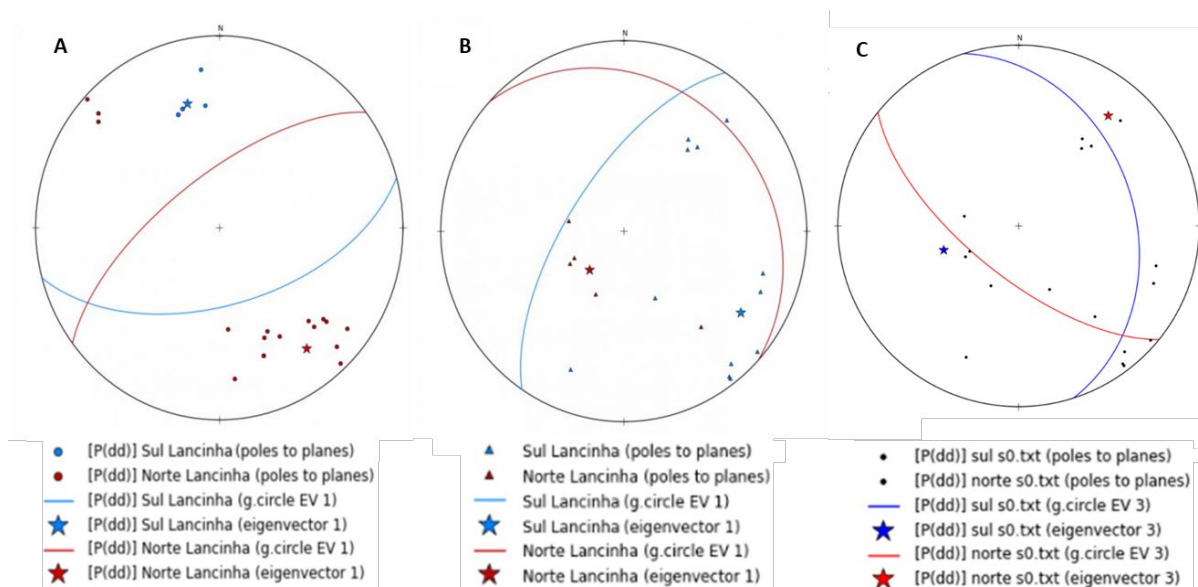 A
N
B
N
C
N
[P(dd)] Sul Lancinha (poles to planes)
[P(dd)] Norte Lancinha (poles to planes)
[P(dd)] Sul Lancinha (g.circle EV 1)
[P(dd)] Sul Lancinha (eigenvector 1)
[P(dd)] Norte Lancinha (g.circle EV 1)
[P(dd)] Norte Lancinha (eigenvector 1)
Sul Lancinha (poles to planes)
Norte Lancinha (poles to planes)
Sul Lancinha (g.circle EV 1)
Sul Lancinha (eigenvector 1)
Norte Lancinha (g.circle EV 1)
Norte Lancinha (eigenvector 1)
[P(dd)] sul s0.txt (poles to planes)
[P(dd)] norte s0.txt (poles to planes)
[P(dd)] sul s0.txt (g.circle EV 3)
[P(dd)] sul s0.txt (eigenvector 3)
[P(dd)] norte s0.txt (g.circle EV 3)
[P(dd)] norte s0.txt (eigenvector 3)